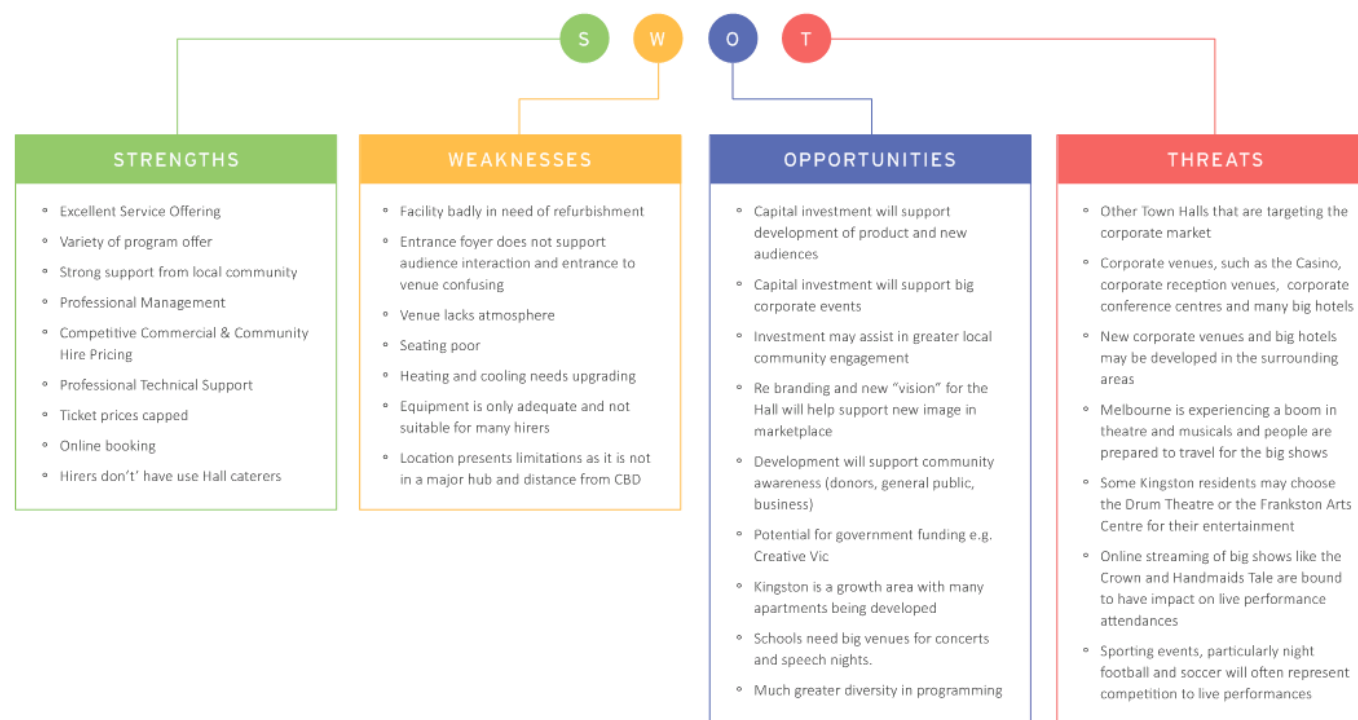 S W O T
STRENGTHS
Excellent Service Offering
Variety of program offer
Strong support from local community
Professional Management
Competitive Commercial & Community
Hire Pricing
Professional Technical Support
Ticket prices capped
Online booking
Hirers don't' have use Hall caterers
WEAKNESSES
Facility badly in need of refurbishment
Entrance foyer does not support
audience interaction and entrance to
venue confusing
Venue lacks atmosphere
Seating poor
Heating and cooling needs upgrading
Equipment is only adequate and not
suitable for many hirers
Location presents limitations as it is not
in a major hub and distance from CBD
OPPORTUNITIES
Capital investment will support
development of product and new
audiences
Capital investment will support big
corporate events
Investment may assist in greater local
community engagement
Re branding and new “vision” for the
Hall will help support new image in
marketplace
Development will support community
awareness (donors, general public,
business)
Potential for government funding e.g.
Creative Vic
Kingston is a growth area with many
apartments being developed
Schools need big venues for concerts
and speech nights.
Much greater diversity in programming
THREATS
Other Town Halls that are targeting the
corporate market
Corporate venues, such as the Casino,
corporate reception venues, corporate
conference centres and many big hotels
New corporate venues and big hotels
may be developed in the surrounding
areas
Melbourne is experiencing a boom in
theatre and musicals and people are
prepared to travel for the big shows
Some Kingston residents may choose
the Drum Theatre or the Frankston Arts
Centre for their entertainment
Online streaming of big shows like the
Crown and Handmaids Tale are bound
to have impact on live performance
attendances
Sporting events, particularly night
football and soccer will often represent
competition to live performances